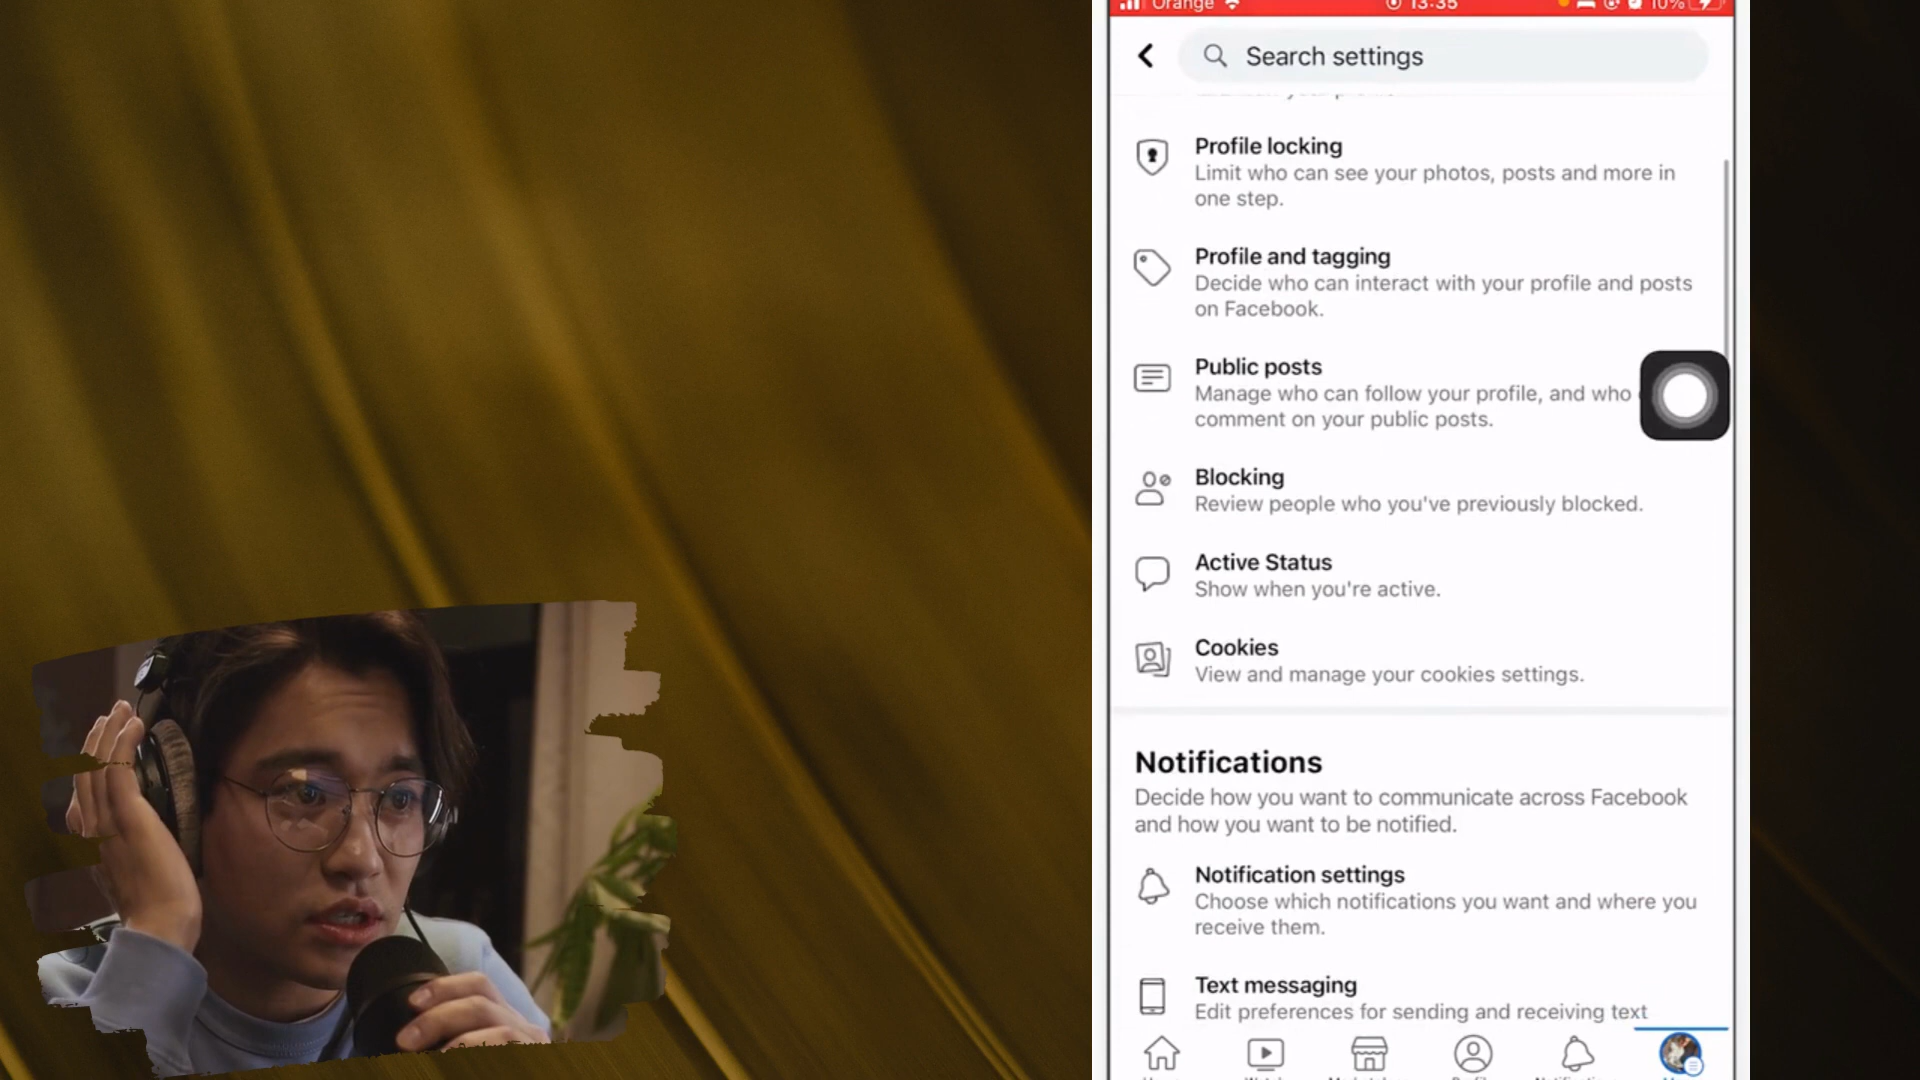 Orange 13:35 10%
Search settings
Profile locking
Limit who can see your photos, posts and more in
one step.
Profile and tagging
Decide who can interact with your profile and posts
on Facebook.
Public posts
Manage who can follow your profile, and who
comment on your public posts.
Blocking
Review people who you've previously blocked.
Active Status
Show when you're active.
Cookies
View and manage your cookies settings.
Notifications
Decide how you want to communicate across Facebook
and how you want to be notified.
Notification settings
Choose which notifications you want and where you
receive them.
Text messaging
Edit preferences for sending and receiving text